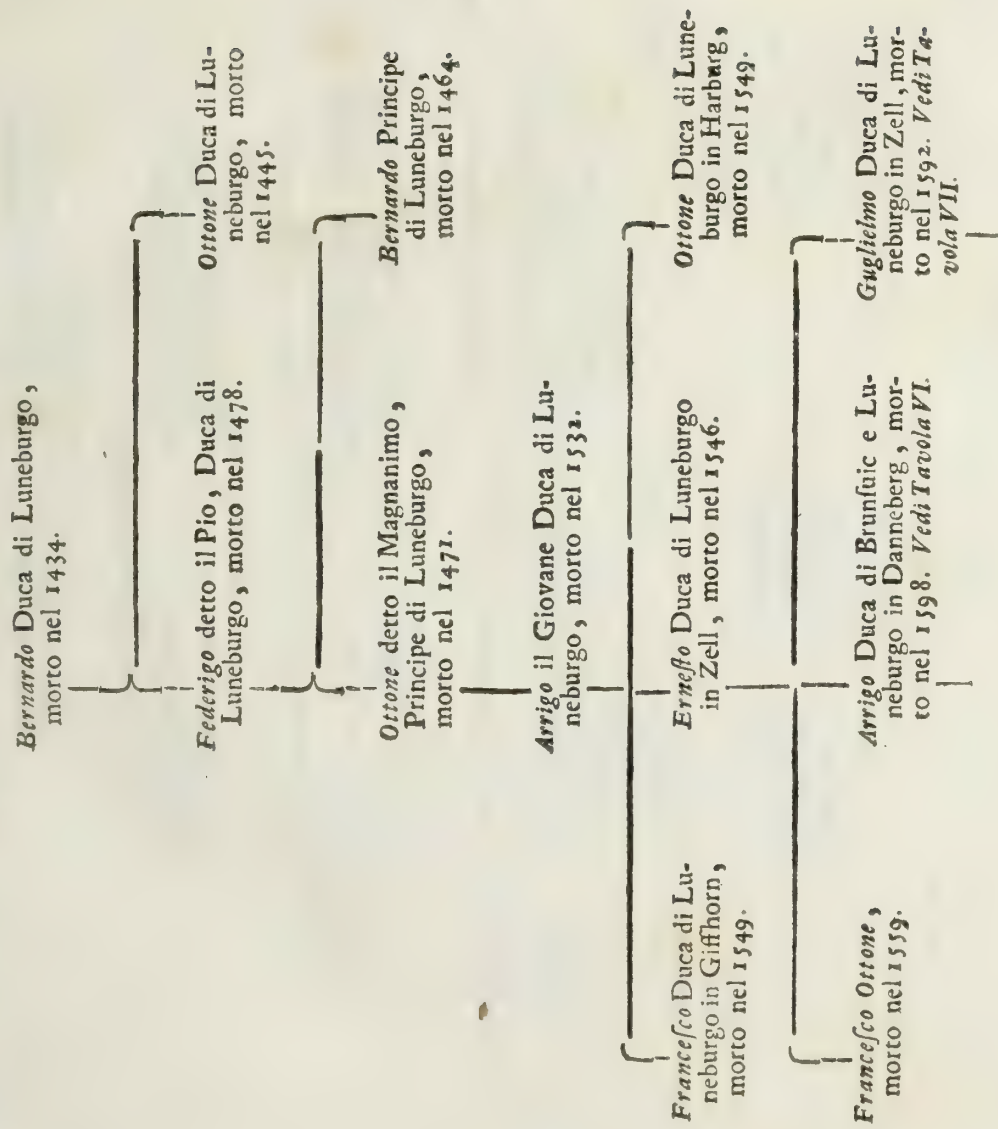 Bernardo Duca di Luneburgo,
morto nel 1434.
Federigo detto il Pio, Duca di
Luneburgo, morto nel 1478.
Ottone Duca di Lu-
neburgo, morto
nel 1445.
Ottone detto il Magnanimo,
Principe di Luneburgo,
morto nel 1471.
Bernardo Principe
di Luneburgo,
morto nel 1464.
Arrigo il Giovane Duca di Lu-
neburgo, morto nel 1532.
Franceſco Duca di Lu-
neburgo in Giffhorn,
morto nel 1549.
Erneſto Duca di Luneburgo
in Zell, morto nel 1546.
Ottone Duca di Lune-
burgo in Harburg,
morto nel 1549.
Franceſco Ottone,
morto nel 1559.
Arrigo Duca di Brunſuic e Lu-
neburgo in Danneberg, mor-
to nel 1598. Vedi Tavola VI.
Guglielmo Duca di Lu-
neburgo in Zell, mor-
to nel 1592. Vedi Ta-
vola VII.